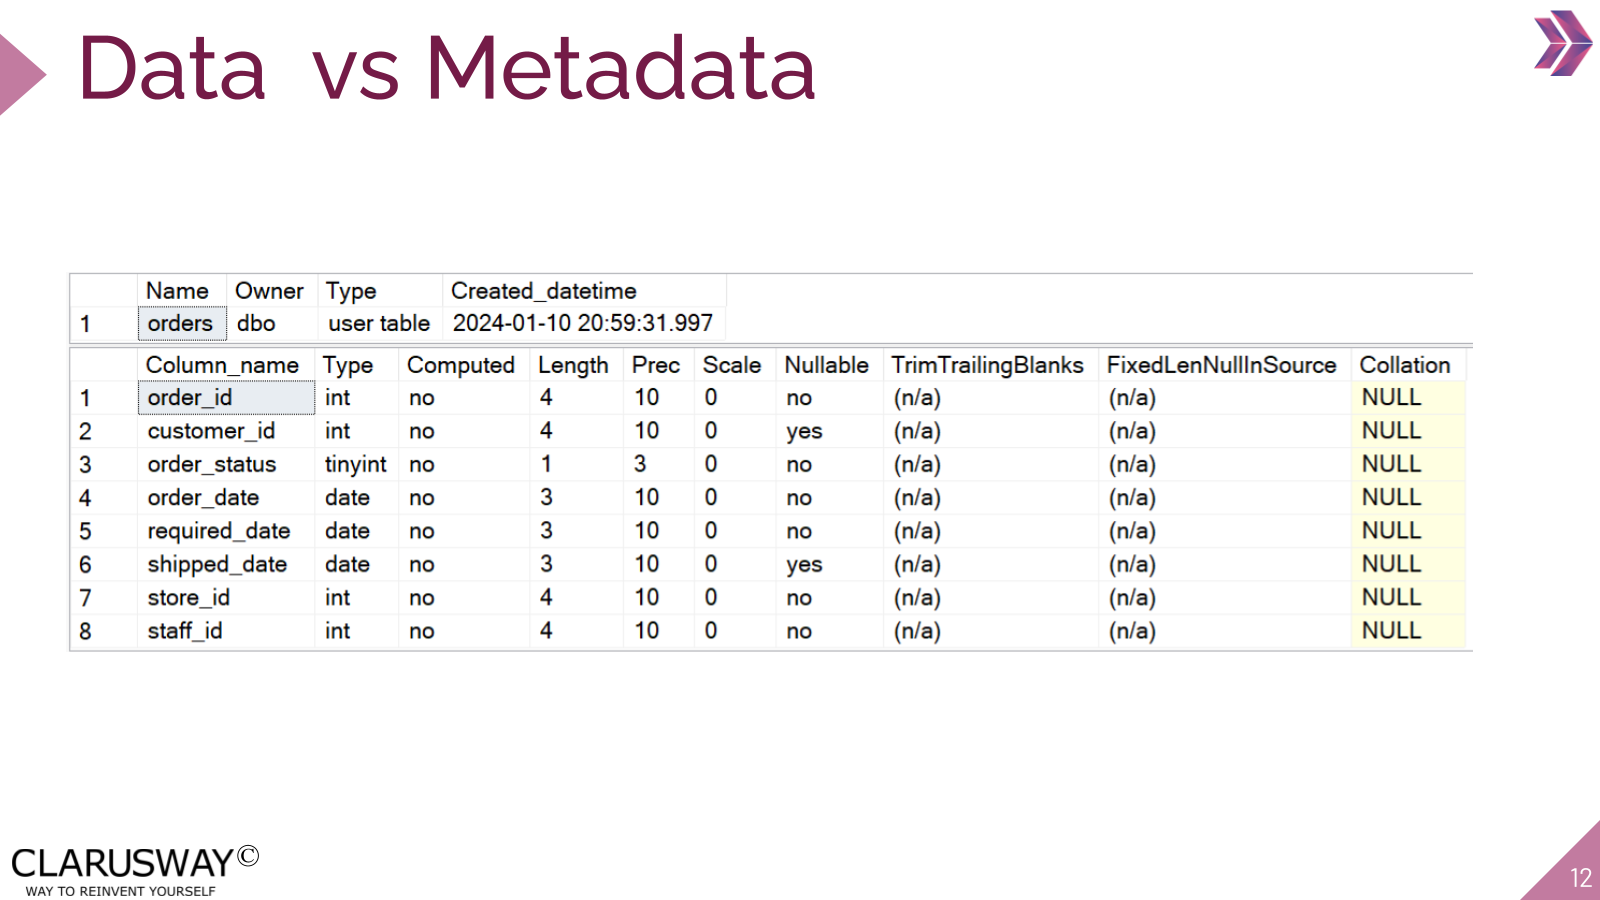 Data vs Metadata
Name Owner Type Created_datetime
1 orders dbo user table 2024-01-10 20:59:31.997
Column_name Type Computed Length Prec Scale Nullable TrimTrailingBlanks FixedLenNullInSource Collation
1 order_id int no 4 10 0 no (n/a) (n/a) NULL
2 customer_id int no 4 10 0 yes (n/a) (n/a) NULL
3 order_status tinyint no 1 3 0 no (n/a) (n/a) NULL
4 order_date date no 3 10 0 no (n/a) (n/a) NULL
5 required_date date no 3 10 0 no (n/a) (n/a) NULL
6 shipped_date date no 3 10 0 yes (n/a) (n/a) NULL
7 store_id int no 4 10 0 no (n/a) (n/a) NULL
8 staff_id int no 4 10 0 no (n/a) (n/a) NULL
CLARUSWAY©
WAY TO REINVENT YOURSELF
12